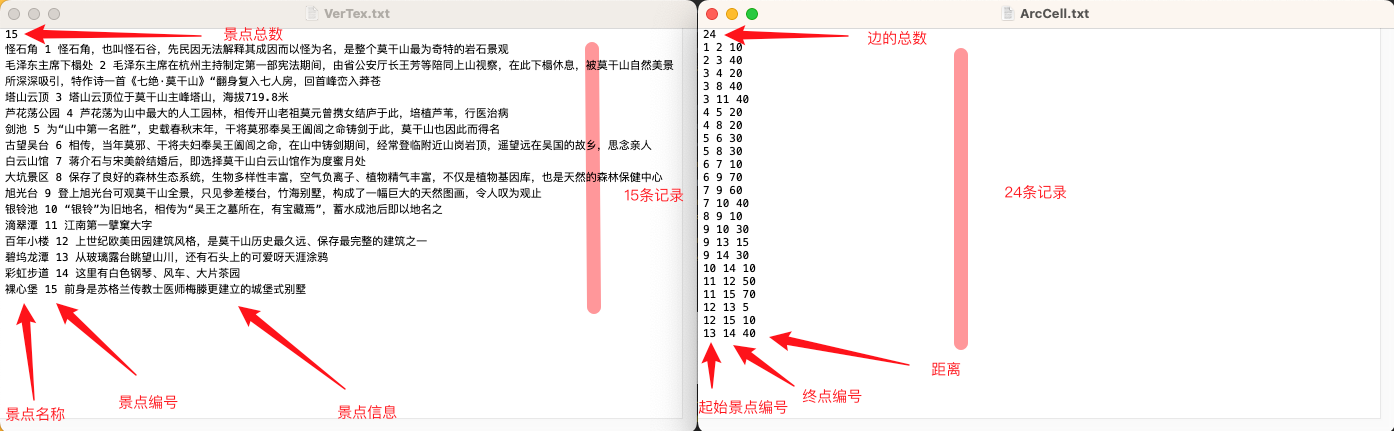 VerTex.txt
15
景点总数
怪石角 1 怪石角，也叫怪石谷，先民因无法解释其成因而以怪为名，是整个莫干山最为奇特的岩石景观
毛泽东主席下榻处 2 毛泽东主席在杭州主持制定第一部宪法期间，由省公安厅长王芳等陪同上山视察，在此下榻休息，被莫干山自然美景
所深深吸引，特作诗一首《七绝·莫干山》“翻身复入七人房，回首峰峦入莽苍
塔山云顶 3 塔山云顶位于莫干山主峰塔山，海拔719.8米
芦花荡公园 4 芦花荡为山中最大的人工园林，相传开山老祖莫元曾携女结庐于此，培植芦苇，行医治病
剑池 5 为“山中第一名胜”，史载春秋末年，干将莫邪奉吴王阖闾之命铸剑于此，莫干山也因此而得名
古望吴台 6 相传，当年莫邪、干将夫妇奉吴王阖闾之命，在山中铸剑期间，经常登临附近山岗岩顶，遥望远在吴国的故乡，思念亲人
白云山馆 7 蒋介石与宋美龄结婚后，即选择莫干山白云山馆作为度蜜月处
大坑景区 8 保存了良好的森林生态系统，生物多样性丰富，空气负离子、植物精气丰富，不仅是植物基因库，也是天然的森林保健中心
旭光台 9 登上旭光台可观莫干山全景，只见参差楼台，竹海别墅，构成了一幅巨大的天然图画，令人叹为观止
银铃池 10 “银铃”为旧地名，相传为“吴王之墓所在，有宝藏焉”，蓄水成池后即以地名之
滴翠潭 11 江南第一擘窠大字
百年小楼 12 上世纪欧美田园建筑风格，是莫干山历史最久远、保存最完整的建筑之一
碧坞龙潭 13 从玻璃露台眺望山川，还有石头上的可爱呀天涯涂鸦
彩虹步道 14 这里有白色钢琴、风车、大片茶园
裸心堡 15 前身是苏格兰传教士医师梅滕更建立的城堡式别墅
15条记录
景点名称
景点编号
景点信息
ArcCell.txt
24
边的总数
1 2 10
2 3 40
3 4 20
3 8 40
3 11 40
4 5 20
4 8 20
5 6 30
5 8 30
6 7 10
6 9 70
7 9 60
7 10 40
8 9 10
9 10 30
9 13 15
9 14 30
10 14 10
11 12 50
11 15 70
12 13 5
12 15 10
13 14 40
24条记录
起始景点编号
终点编号
距离